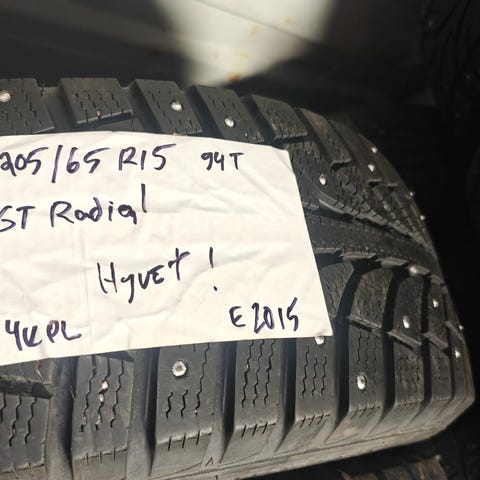 205/65 R15 94T
ST Radial
Hyvet !
4KPL
E2015